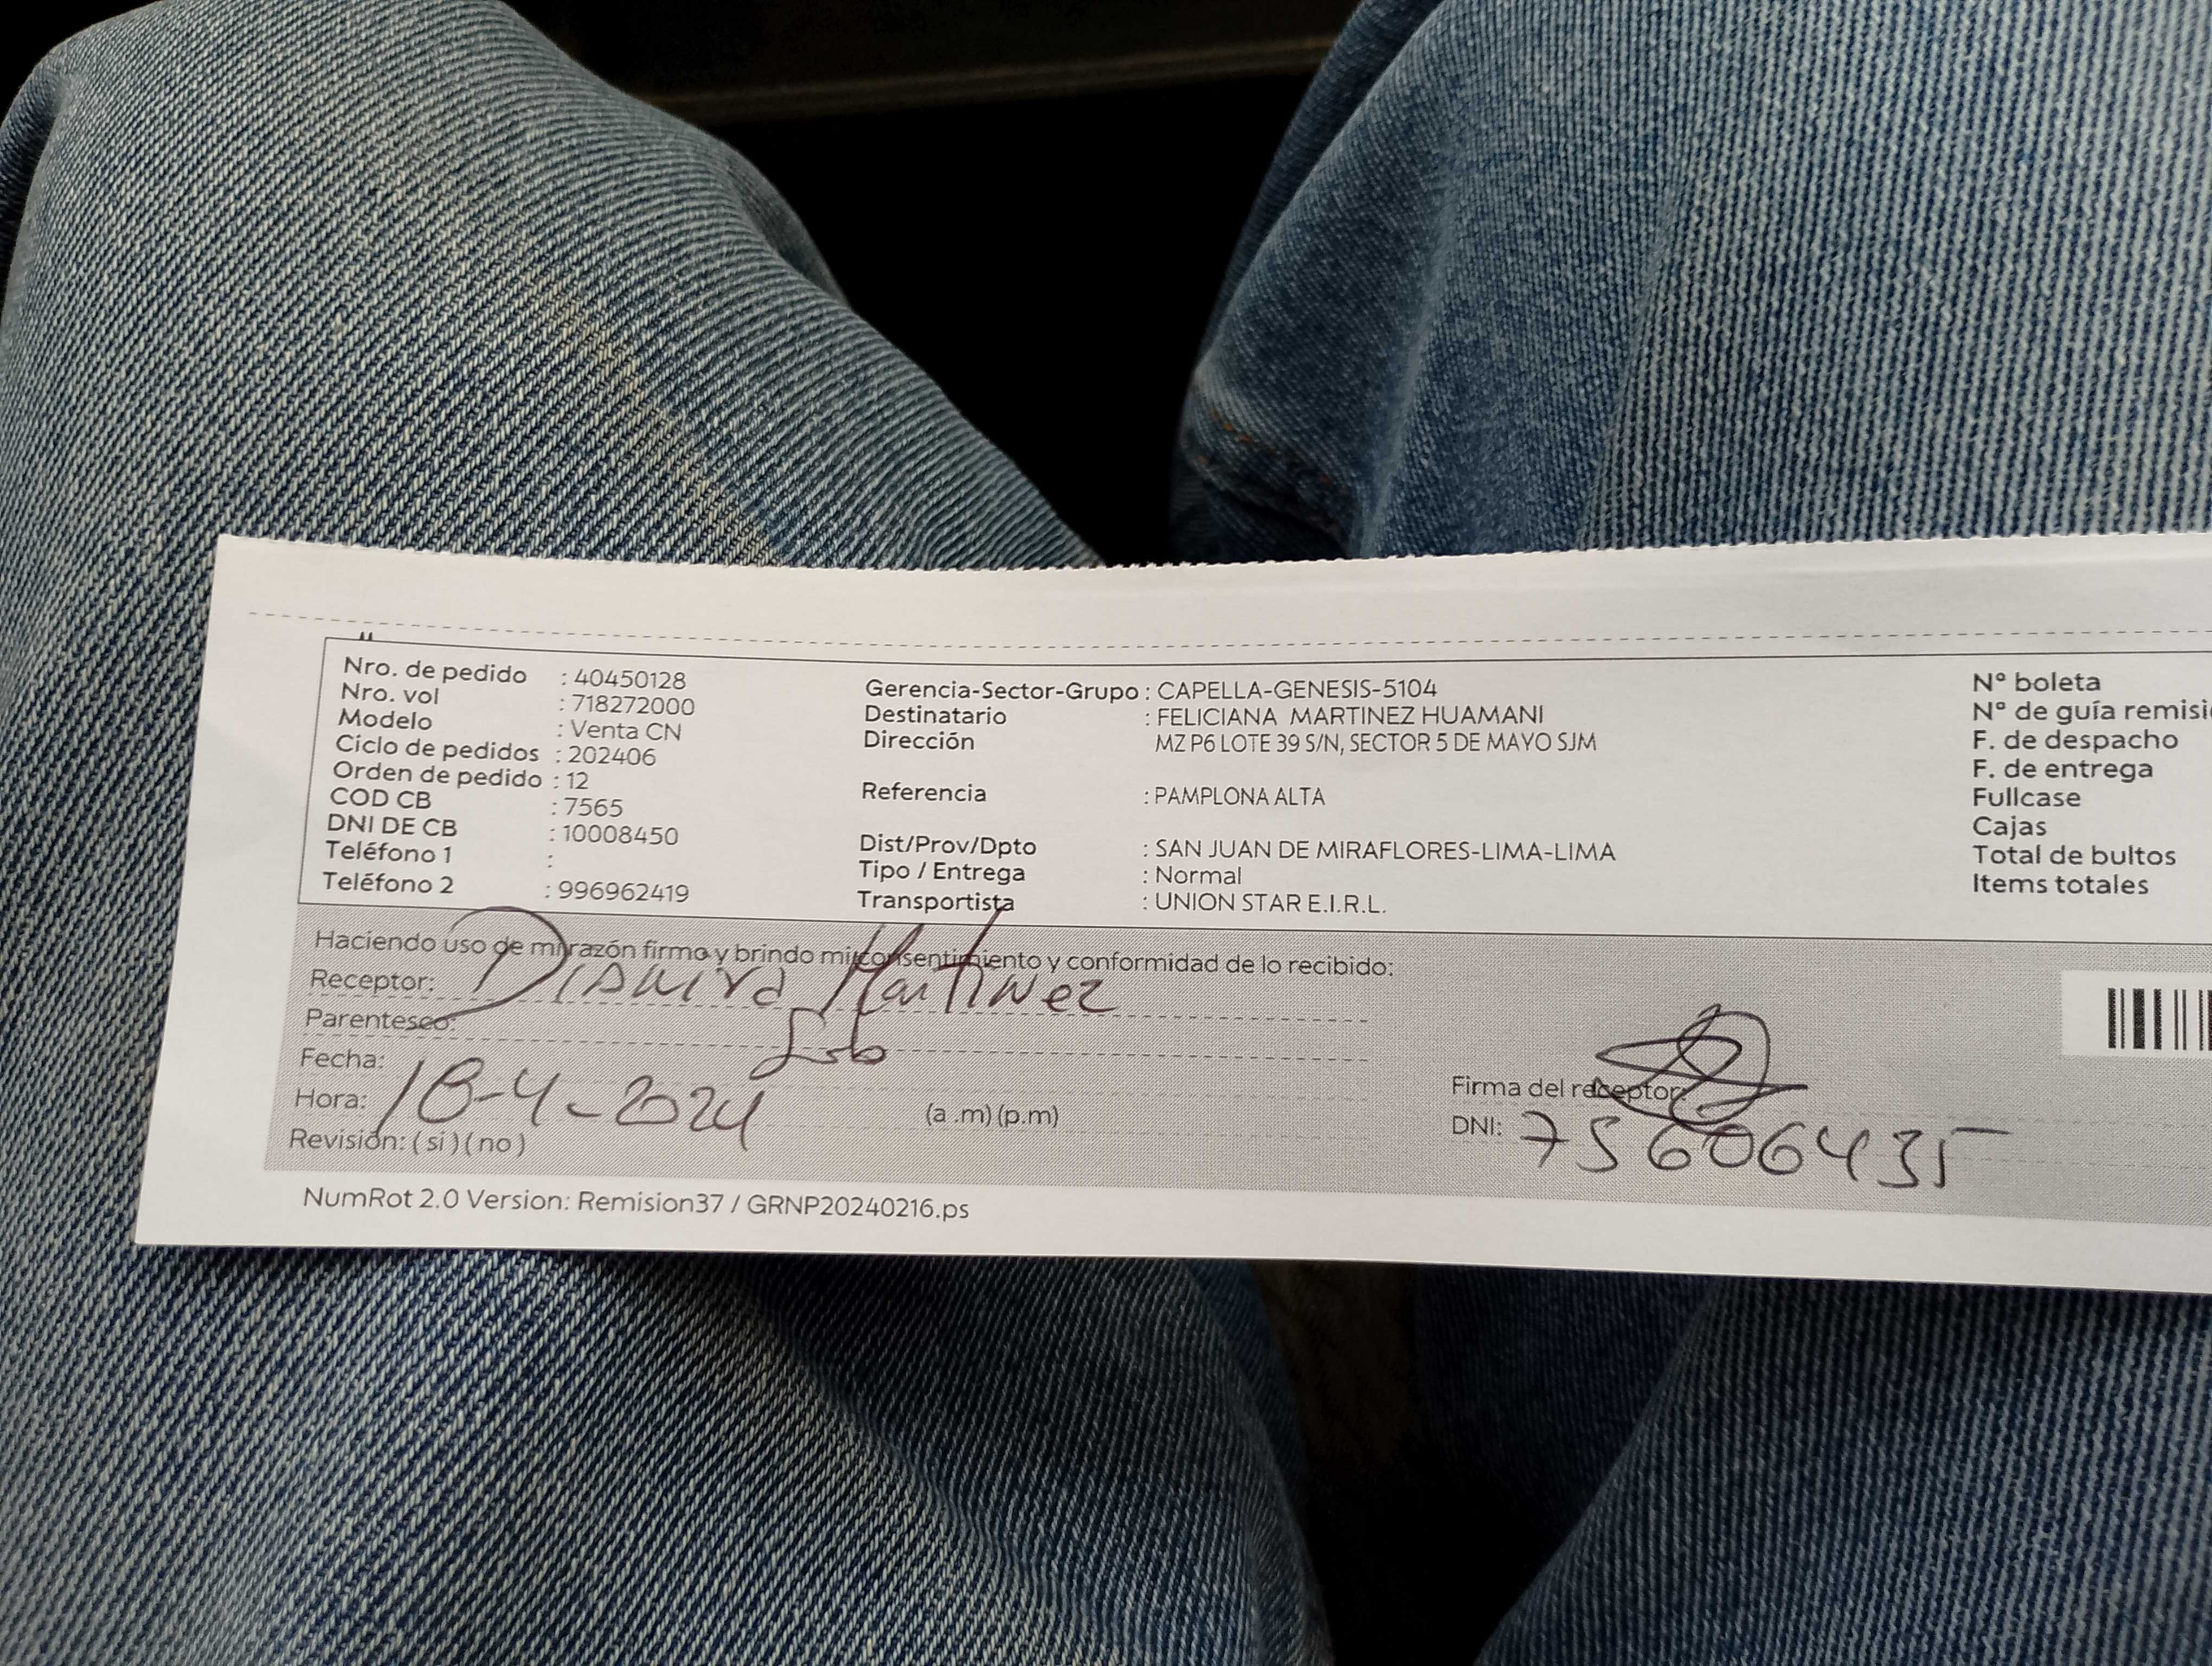 Nro. de pedido : 40450128
Nro. vol : 718272000
Modelo : Venta CN
Ciclo de pedidos : 202406
Orden de pedido : 12
COD CB : 7565
DNI DE CB : 10008450
Teléfono 1 :
Teléfono 2 : 996962419
Gerencia-Sector-Grupo : CAPELLA-GENESIS-5104
Destinatario : FELICIANA MARTINEZ HUAMANI
Dirección MZ P6 LOTE 39 S/N, SECTOR 5 DE MAYO SJM
Referencia : PAMPLONA ALTA
Dist/Prov/Dpto : SAN JUAN DE MIRAFLORES-LIMA-LIMA
Tipo / Entrega : Normal
Transportista : UNION STAR E.I.R.L.
N° boleta
N° de guía remisi
F. de despacho
F. de entrega
Fullcase
Cajas
Total de bultos
Items totales
Haciendo uso de mi razón firmo y brindo mi consentimiento y conformidad de lo recibido:
Receptor: Martinez
Parentesco:
Fecha: 18-4-2024
Hora: (a .m) (p.m)
Revisión: ( si ) ( no )
Firma del receptor:
DNI: 75606435
NumRot 2.0 Version: Remision37 / GRNP20240216.ps